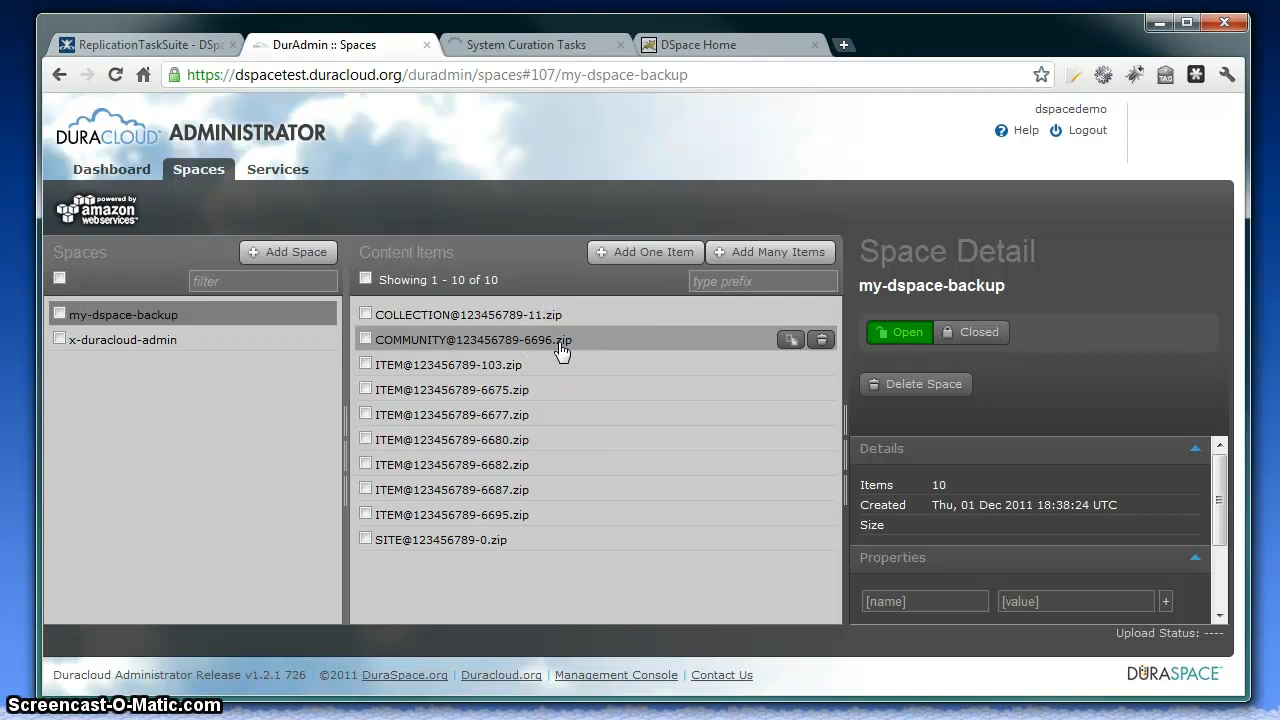 ReplicationTaskSuite - DSp
DurAdmin :: Spaces
System Curation Tasks
DSpace Home
https://dspacetest.duracloud.org/duradmin/spaces#107/my-dspace-backup
DURACLOUD ADMINISTRATOR
dspacedemo
Help
Logout
Dashboard
Spaces
Services
powered by
amazon
webservices
Spaces
Add Space
filter
my-dspace-backup
x-duracloud-admin
Content Items
Add One Item
Add Many Items
Showing 1 - 10 of 10
type prefix
COLLECTION@123456789-11.zip
COMMUNITY@123456789-6696.zip
ITEM@123456789-103.zip
ITEM@123456789-6675.zip
ITEM@123456789-6677.zip
ITEM@123456789-6680.zip
ITEM@123456789-6682.zip
ITEM@123456789-6687.zip
ITEM@123456789-6695.zip
SITE@123456789-0.zip
Space Detail
my-dspace-backup
Open
Closed
Delete Space
Details
Items 10
Created Thu, 01 Dec 2011 18:38:24 UTC
Size
Properties
[name] [value] +
Upload Status: ----
Duracloud Administrator Release v1.2.1 726 ©2011 DuraSpace.org | Duracloud.org | Management Console | Contact Us
DURASPACE
Screencast-O-Matic.com